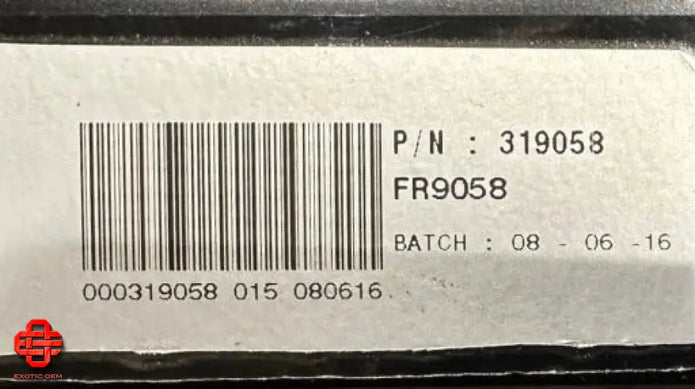 P/N : 319058
FR9058
BATCH : 08 - 06 -16
000319058 015 080616
EXOTIC OEM